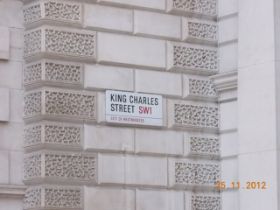 KING CHARLES
STREET SW1
CITY OF WESTMINSTER
25.11.2012